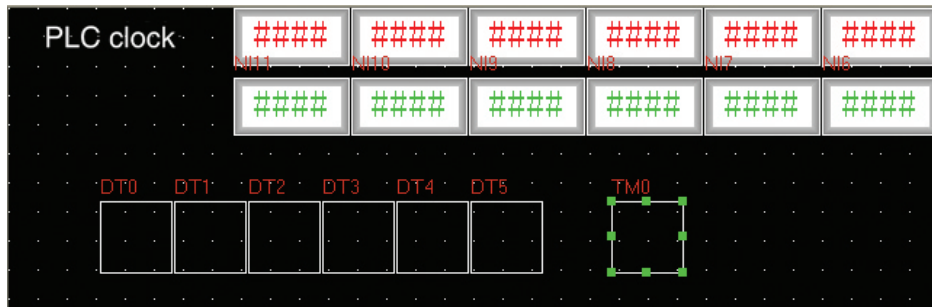 PLC clock #### #### #### #### #### ####
NI11 NI10 NI9 NI8 NI7 NI6
#### #### #### #### #### ####
DT0 DT1 DT2 DT3 DT4 DT5 TM0